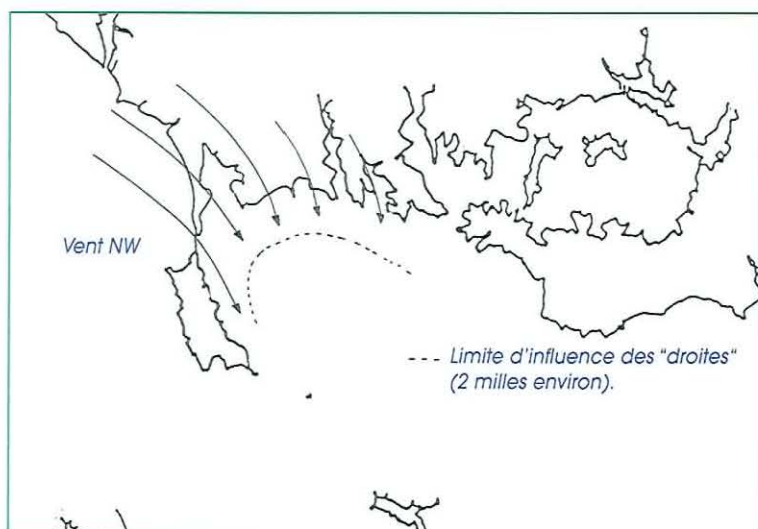 Vent NW
--- Limite d'influence des "droites"
(2 milles environ).